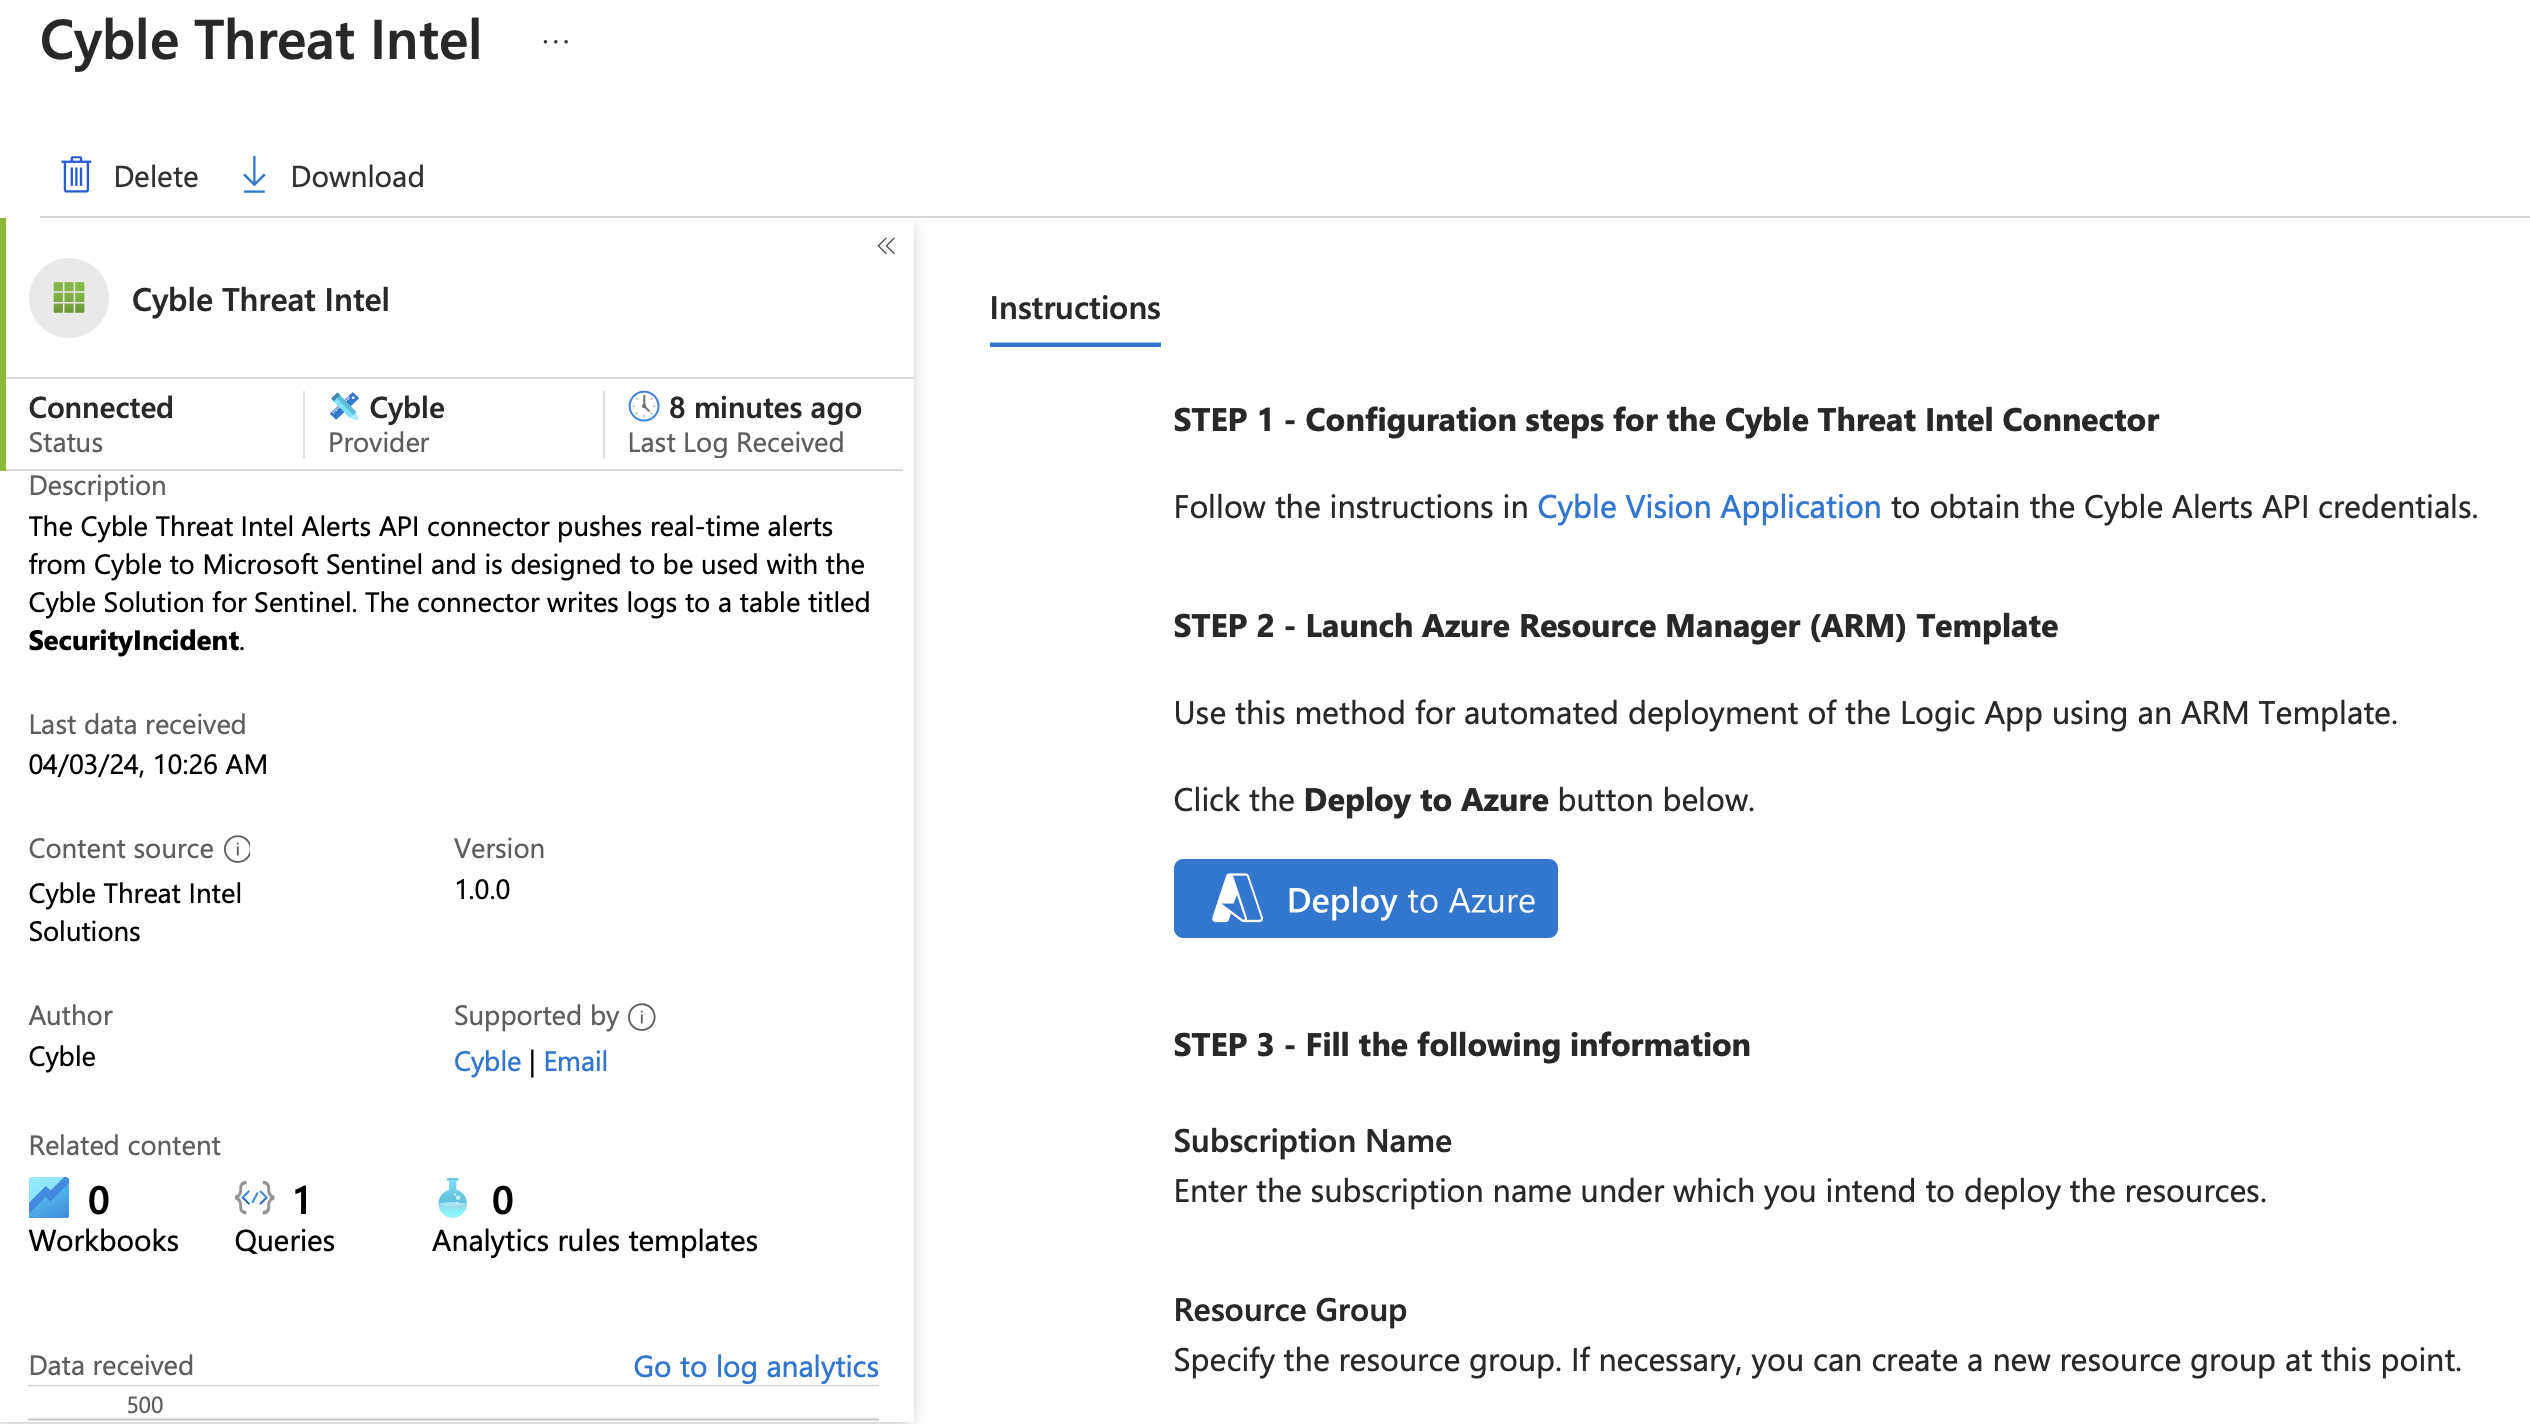 Cyble Threat Intel ...
Delete Download
Cyble Threat Intel
Connected
Status
Cyble
Provider
8 minutes ago
Last Log Received
Description
The Cyble Threat Intel Alerts API connector pushes real-time alerts
from Cyble to Microsoft Sentinel and is designed to be used with the
Cyble Solution for Sentinel. The connector writes logs to a table titled
SecurityIncident.
Last data received
04/03/24, 10:26 AM
Content source
Cyble Threat Intel
Solutions
Version
1.0.0
Author
Cyble
Supported by
Cyble | Email
Related content
0
Workbooks
1
Queries
0
Analytics rules templates
Data received
Go to log analytics
500
Instructions
STEP 1 - Configuration steps for the Cyble Threat Intel Connector
Follow the instructions in Cyble Vision Application to obtain the Cyble Alerts API credentials.
STEP 2 - Launch Azure Resource Manager (ARM) Template
Use this method for automated deployment of the Logic App using an ARM Template.
Click the Deploy to Azure button below.
Deploy to Azure
STEP 3 - Fill the following information
Subscription Name
Enter the subscription name under which you intend to deploy the resources.
Resource Group
Specify the resource group. If necessary, you can create a new resource group at this point.